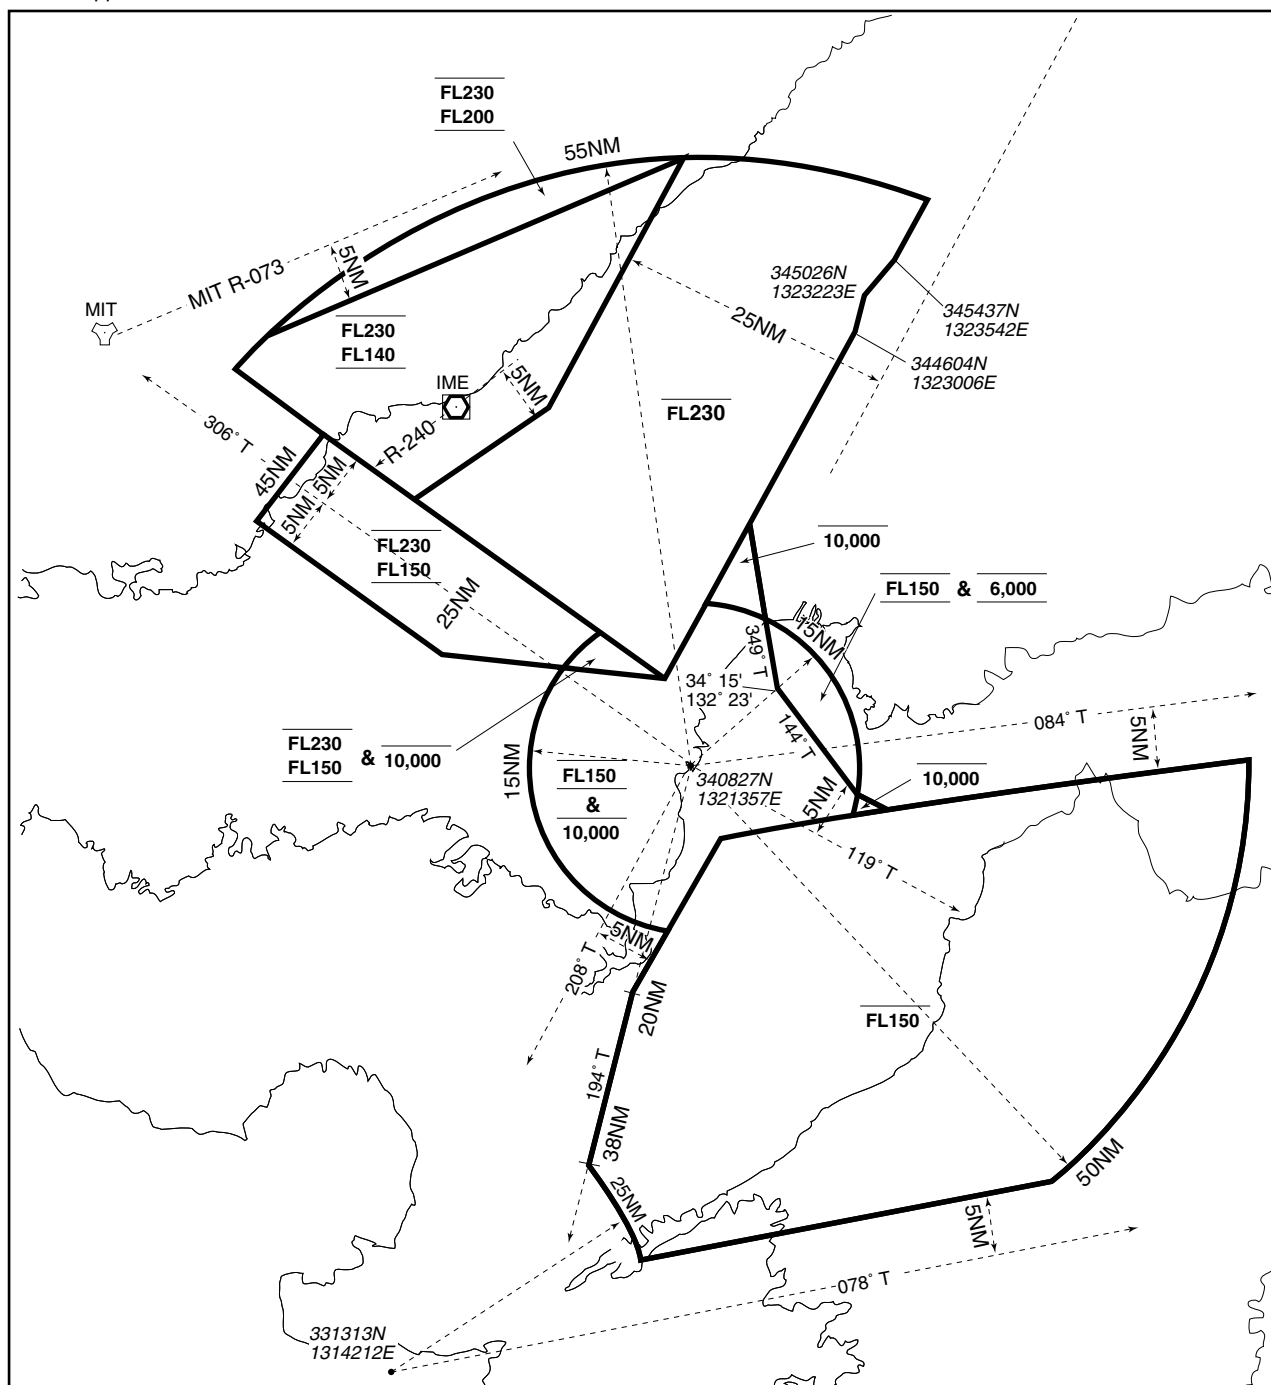 FL230
FL200
55NM
5NM
MIT R-073
MIT
FL230
FL140
345026N
1323223E
345437N
1323542E
25NM
344604N
1323006E
IME
5NM
R-240
306° T
45NM
5NM
5NM
FL230
FL230
FL150
25NM
10,000
FL150 & 6,000
15NM
349° T
34° 15'
132° 23'
144° T
084° T
5NM
FL230
FL150
& 10,000
15NM
FL150
&
10,000
340827N
1321357E
5NM
10,000
119° T
5NM
208° T
20NM
FL150
194° T
38NM
25NM
50NM
5NM
078° T
331313N
1314212E